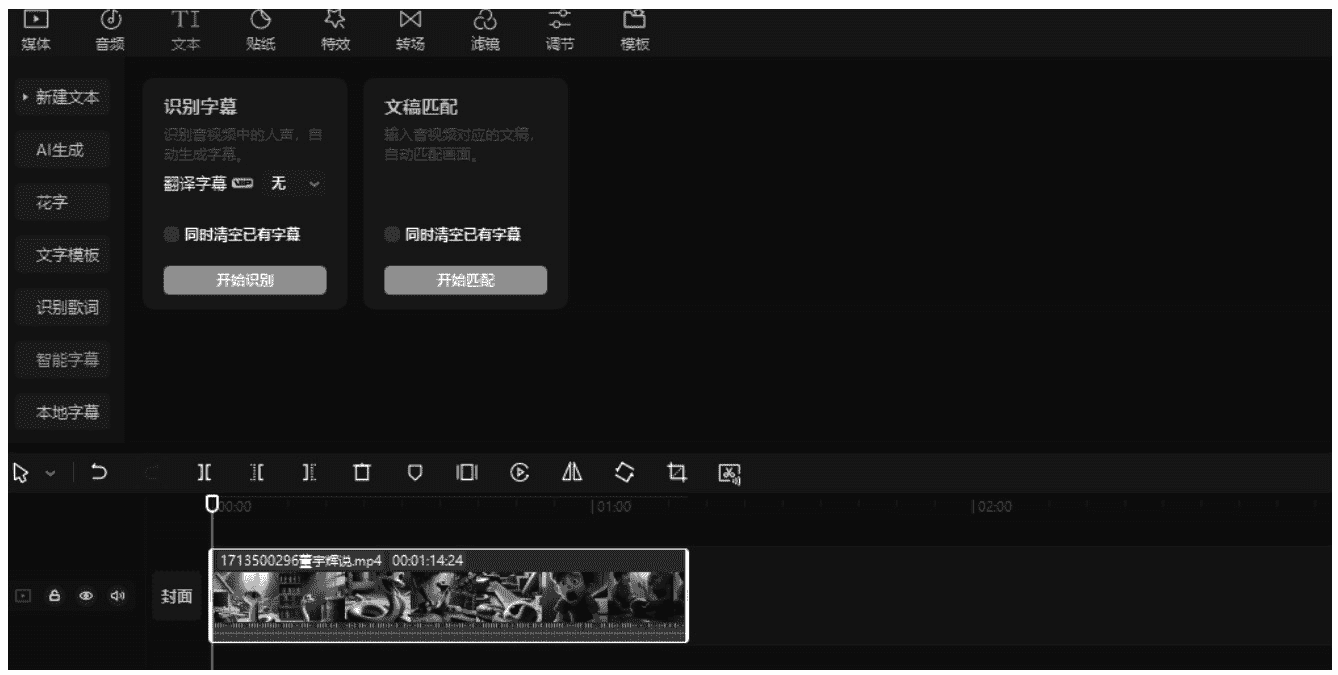 媒体 音频 文本 贴纸 特效 转场 滤镜 调节 模板
新建文本
AI生成
花字
文字模板
识别歌词
智能字幕
本地字幕
识别字幕
识别音视频中的人声，自
动生成字幕。
翻译字幕 无
同时清空已有字幕
开始识别
文稿匹配
输入音视频对应的文稿，
自动匹配画面。
同时清空已有字幕
开始匹配
00:00 01:00 02:00
1713500296董宇辉说.mp4 00:01:14:24
封面